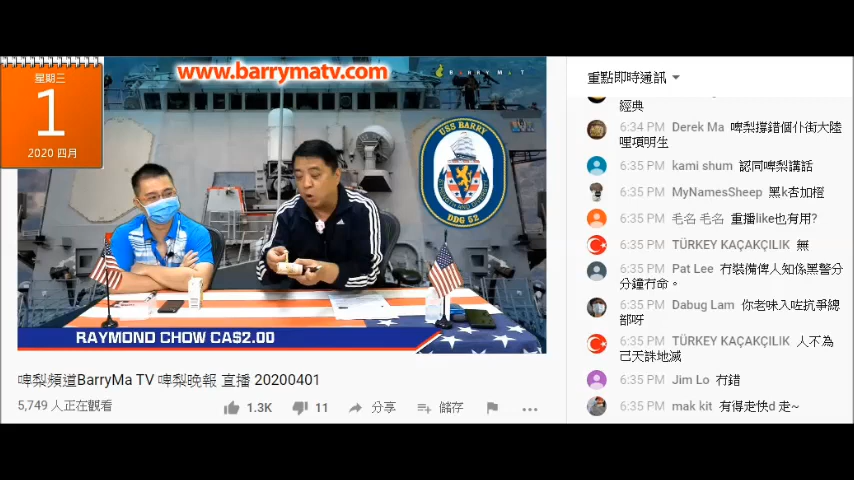 星期三
1
2020 四月
www.barrymatv.com
BARRYMAT
USS BARRY
DDG 52
RAYMOND CHOW CA$2.00
啤梨頻道BarryMa TV 啤梨晚報 直播 20200401
5,749 人正在觀看
1.3K
11
分享
儲存
重點即時通訊
經典
6:34 PM Derek Ma 啤梨撐錯個仆街大陸
哩項明生
6:35 PM kami shum 認同啤梨講話
6:35 PM MyNamesSheep 黑k杏加橙
6:35 PM 毛名 毛名 重播like也有用?
6:35 PM TÜRKEY KAÇAKÇILIK 無
6:35 PM Pat Lee 冇裝備俾人知係黑警分
分鐘冇命。
6:35 PM Dabug Lam 你老味入咗抗爭總
部呀
6:35 PM TÜRKEY KAÇAKÇILIK 人不為
己天誅地滅
6:35 PM Jim Lo 冇錯
6:35 PM mak kit 有得走快d 走~